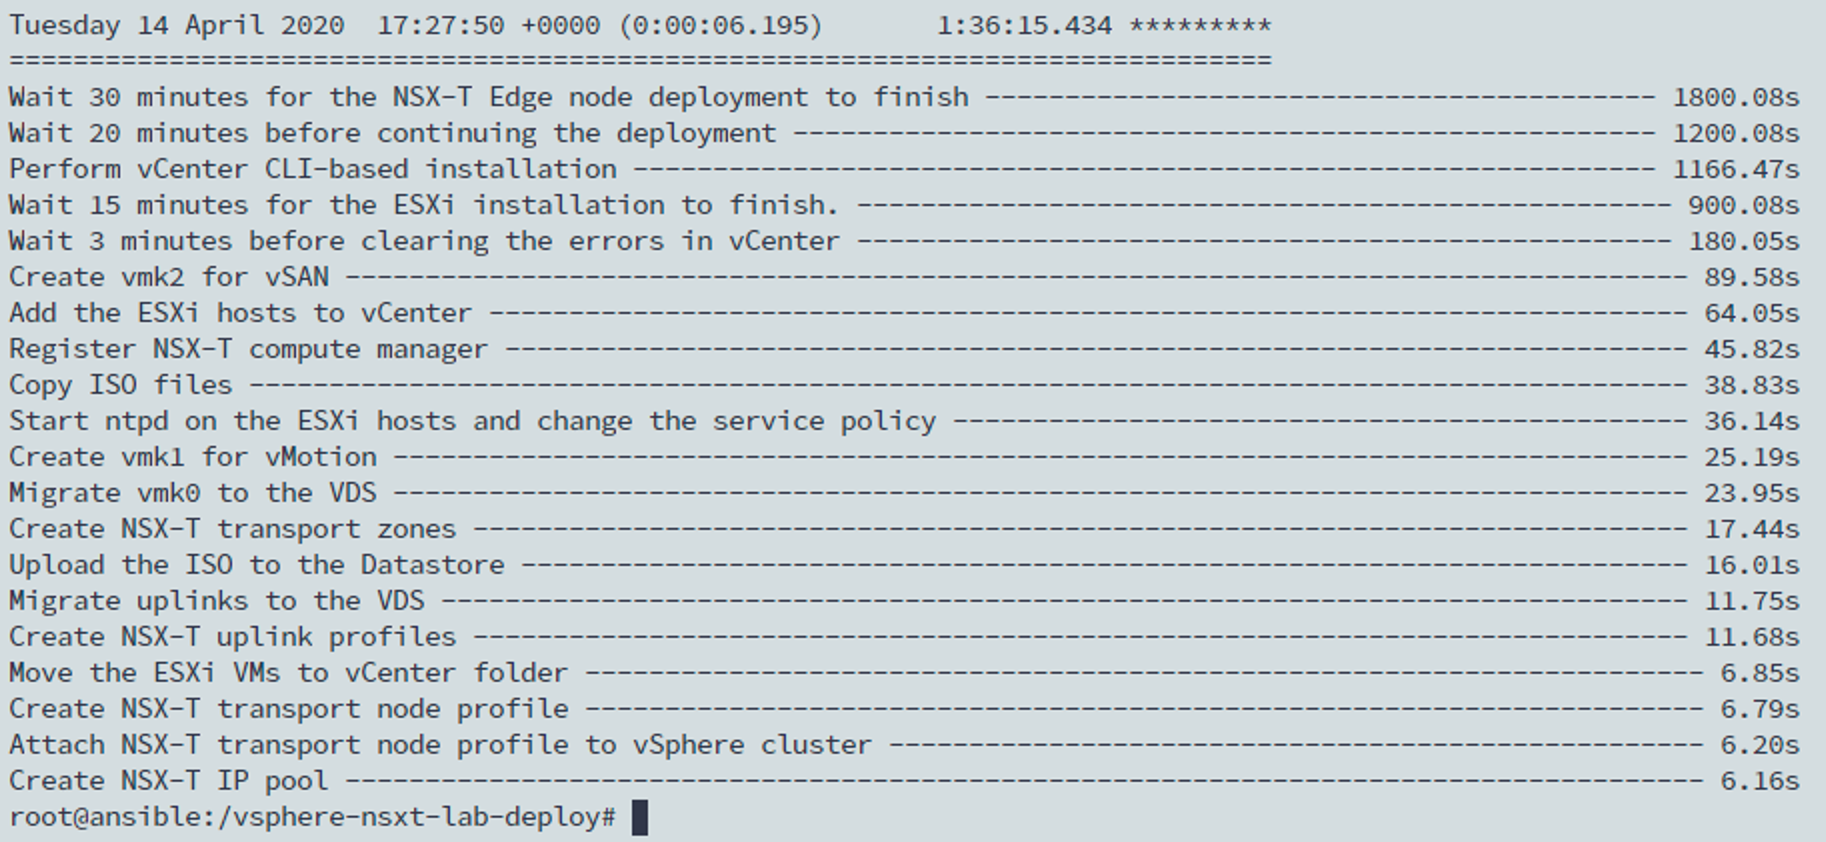 Tuesday 14 April 2020  17:27:50 +0000 (0:00:06.195)       1:36:15.434 *********
===============================================================================
Wait 30 minutes for the NSX-T Edge node deployment to finish ------------------------------------------ 1800.08s
Wait 20 minutes before continuing the deployment ------------------------------------------------------ 1200.08s
Perform vCenter CLI-based installation ---------------------------------------------------------------- 1166.47s
Wait 15 minutes for the ESXi installation to finish. --------------------------------------------------- 900.08s
Wait 3 minutes before clearing the errors in vCenter --------------------------------------------------- 180.05s
Create vmk2 for vSAN ------------------------------------------------------------------------------------ 89.58s
Add the ESXi hosts to vCenter --------------------------------------------------------------------------- 64.05s
Register NSX-T compute manager -------------------------------------------------------------------------- 45.82s
Copy ISO files ------------------------------------------------------------------------------------------ 38.83s
Start ntpd on the ESXi hosts and change the service policy ---------------------------------------------- 36.14s
Create vmk1 for vMotion --------------------------------------------------------------------------------- 25.19s
Migrate vmk0 to the VDS --------------------------------------------------------------------------------- 23.95s
Create NSX-T transport zones ---------------------------------------------------------------------------- 17.44s
Upload the ISO to the Datastore ------------------------------------------------------------------------- 16.01s
Migrate uplinks to the VDS ------------------------------------------------------------------------------ 11.75s
Create NSX-T uplink profiles ---------------------------------------------------------------------------- 11.68s
Move the ESXi VMs to vCenter folder ---------------------------------------------------------------------- 6.85s
Create NSX-T transport node profile ---------------------------------------------------------------------- 6.79s
Attach NSX-T transport node profile to vSphere cluster --------------------------------------------------- 6.20s
Create NSX-T IP pool ------------------------------------------------------------------------------------- 6.16s
root@ansible:/vsphere-nsxt-lab-deploy#